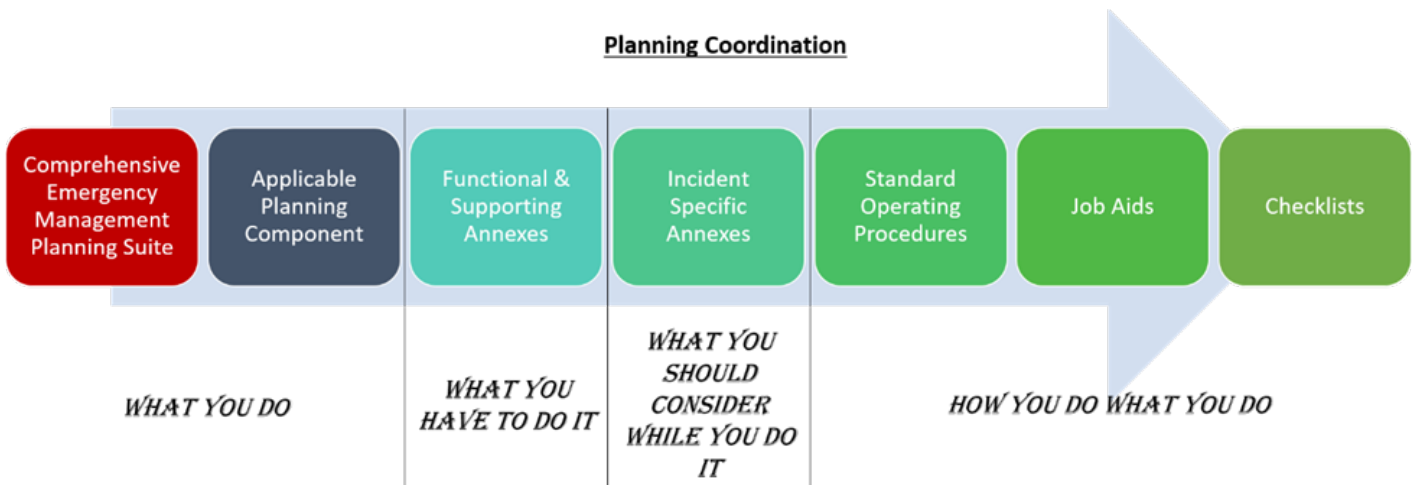 Planning Coordination
Comprehensive
Emergency
Management
Planning Suite
Applicable
Planning
Component
Functional &
Supporting
Annexes
Incident
Specific
Annexes
Standard
Operating
Procedures
Job Aids
Checklists
WHAT YOU DO
WHAT YOU
HAVE TO DO IT
WHAT YOU
SHOULD
CONSIDER
WHILE YOU DO
IT
HOW YOU DO WHAT YOU DO